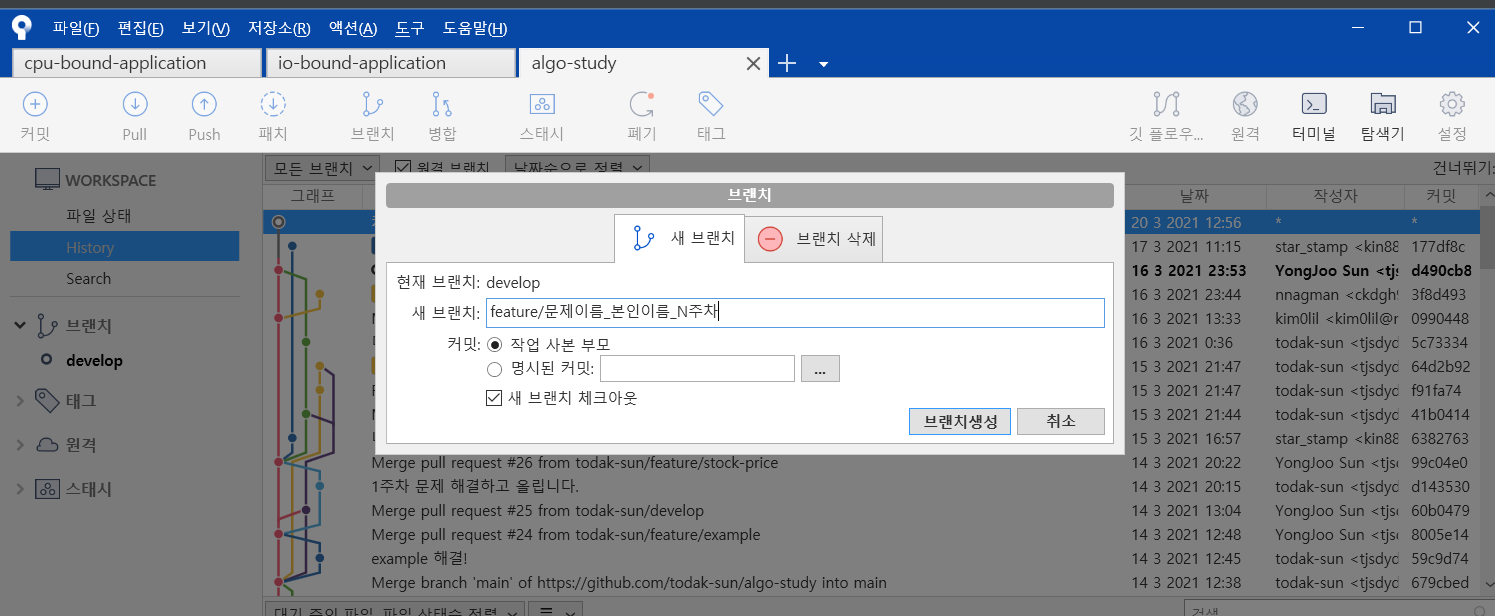 파일(F) 편집(E) 보기(V) 저장소(R) 액션(A) 도구 도움말(H)
cpu-bound-application io-bound-application algo-study
커밋 Pull Push 패치 브랜치 병합 스태시 폐기 태그 깃 플로우... 원격 터미널 탐색기 설정
WORKSPACE
파일 상태
History
Search
브랜치
develop
태그
원격
스태시
모든 브랜치 원격 브랜치 날짜순으로 정렬 건너뛰기:
그래프 날짜 작성자 커밋
브랜치
새 브랜치 브랜치 삭제
현재 브랜치: develop
새 브랜치: feature/문제이름_본인이름_N주차
커밋: 작업 사본 부모
명시된 커밋: ...
새 브랜치 체크아웃
브랜치생성 취소
20 3 2021 12:56 * *
17 3 2021 11:15 star_stamp <kin88 177df8c
16 3 2021 23:53 YongJoo Sun <tjs d490cb8
16 3 2021 23:44 nnagman <ckdgh 3f8d493
16 3 2021 13:33 kim0lil <kim0lil@n 0990448
16 3 2021 0:36 todak-sun <tjsdyd 5c73334
15 3 2021 21:47 todak-sun <tjsdyd 64d2b92
15 3 2021 21:47 todak-sun <tjsdyd f91fa74
15 3 2021 21:44 todak-sun <tjsdyd 41b0414
15 3 2021 16:57 star_stamp <kin88 6382763
Merge pull request #26 from todak-sun/feature/stock-price 14 3 2021 20:22 YongJoo Sun <tjsc 99c04e0
1주차 문제 해결하고 올립니다. 14 3 2021 20:15 todak-sun <tjsdyd d143530
Merge pull request #25 from todak-sun/develop 14 3 2021 13:04 YongJoo Sun <tjsc 60b0479
Merge pull request #24 from todak-sun/feature/example 14 3 2021 12:48 YongJoo Sun <tjsc 8005e14
example 해결! 14 3 2021 12:45 todak-sun <tjsdyd 59c9d74
Merge branch 'main' of https://github.com/todak-sun/algo-study into main 14 3 2021 12:38 todak-sun <tjsdyd 679cbed
대기 중인 파일, 파일 상태순 정렬 검색